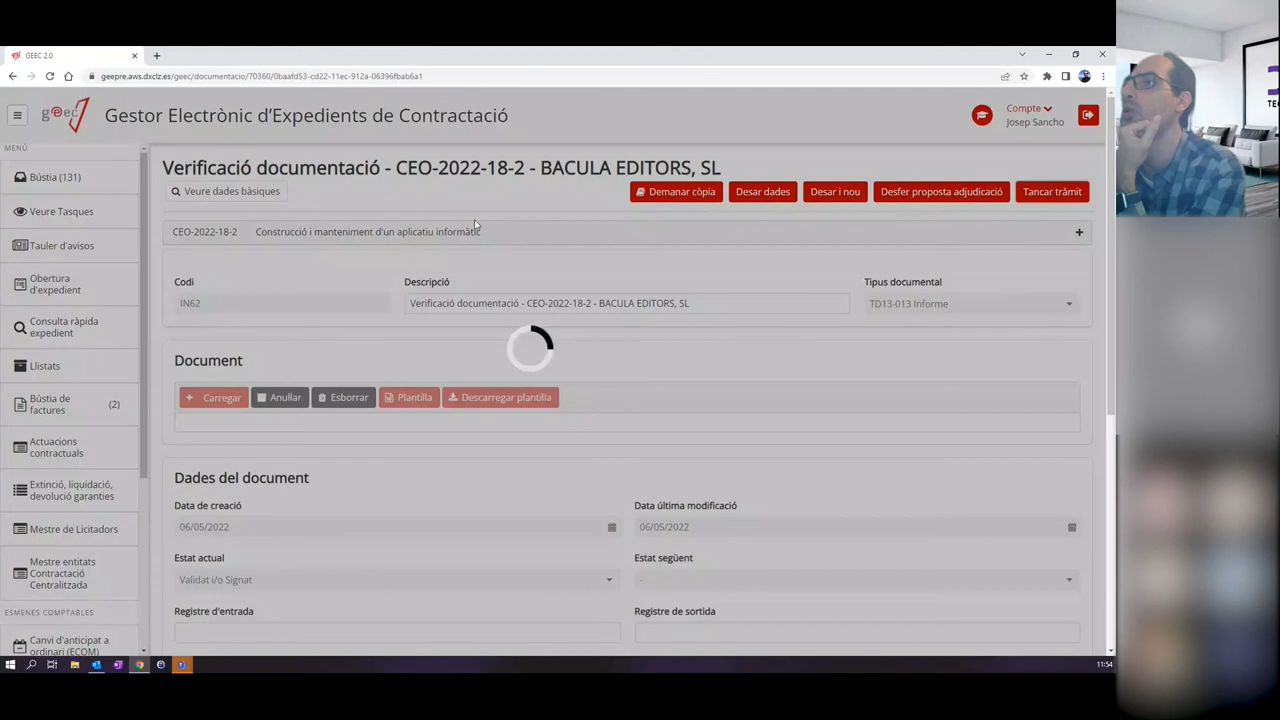 GEEC 2.0
geepre.aws.dxclz.es/geec/documentacio/70360/0baafd53-cd22-11ec-912a-06396fbab6a1
geec
Gestor Electrònic d'Expedients de Contractació
Compte
Josep Sancho
MENÚ
Bústia (131)
Veure Tasques
Tauler d'avisos
Obertura
d'expedient
Consulta ràpida
expedient
Llistats
Bústia de
factures
(2)
Actuacions
contractuals
Extinció, liquidació,
devolució garanties
Mestre de Licitadors
Mestre entitats
Contractació
Centralitzada
ESMENES COMPTABLES
Canvi d'anticipat a
ordinari (ECOM)
Verificació documentació - CEO-2022-18-2 - BACULA EDITORS, SL
Veure dades bàsiques
Demanar còpia
Desar dades
Desar i nou
Desfer proposta adjudicació
Tancar tràmit
CEO-2022-18-2 Construcció i manteniment d'un aplicatiu informàtic
Codi
Descripció
Tipus documental
IN62
Verificació documentació - CEO-2022-18-2 - BACULA EDITORS, SL
TD13-013 Informe
Document
Carregar
Anul·lar
Esborrar
Plantilla
Descarregar plantilla
Dades del document
Data de creació
Data última modificació
06/05/2022
06/05/2022
Estat actual
Estat següent
Validat i/o Signat
-
Registre d'entrada
Registre de sortida
11:54